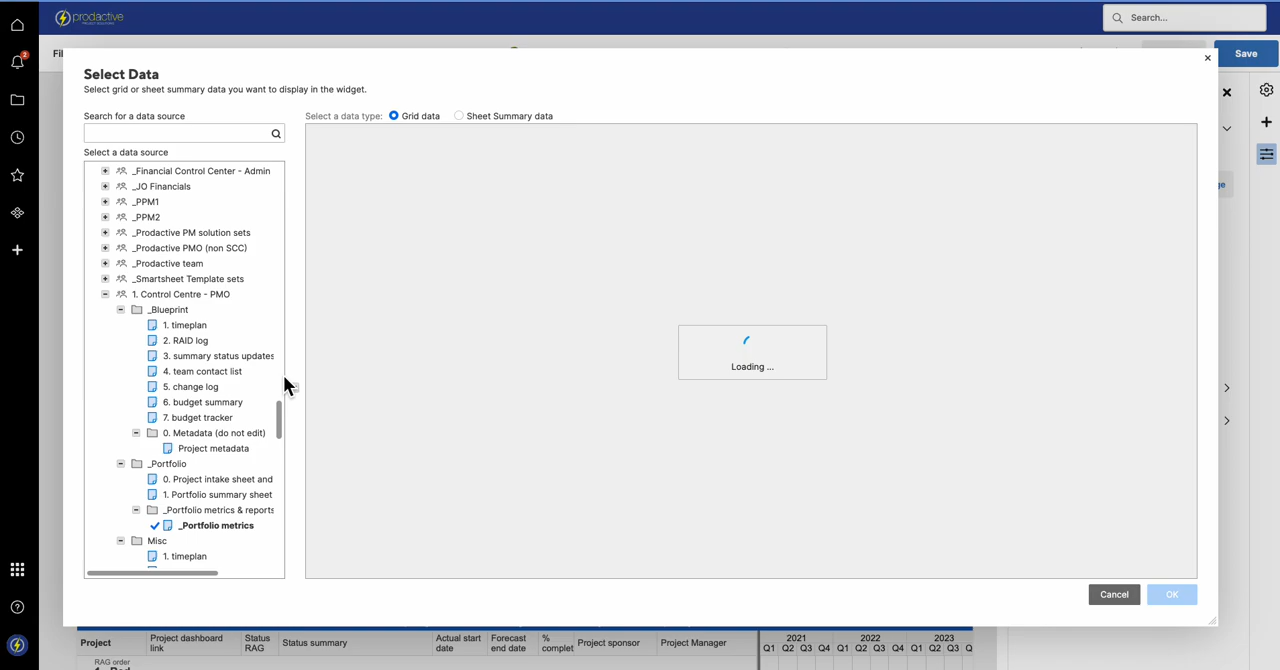 prodactive
PROJECT SOLUTIONS
Search...
2
Fil
Save
Select Data
Select grid or sheet summary data you want to display in the widget.
Search for a data source
Select a data type: Grid data Sheet Summary data
Select a data source
_Financial Control Center - Admin
_JO Financials
_PPM1
_PPM2
_Prodactive PM solution sets
_Prodactive PMO (non SCC)
_Prodactive team
_Smartsheet Template sets
1. Control Centre - PMO
_Blueprint
1. timeplan
2. RAID log
3. summary status updates
4. team contact list
5. change log
6. budget summary
7. budget tracker
0. Metadata (do not edit)
Project metadata
_Portfolio
0. Project intake sheet and
1. Portfolio summary sheet
_Portfolio metrics & reports
_Portfolio metrics
Misc
1. timeplan
Loading ...
ge
Cancel
OK
Project
Project dashboard link
Status RAG
Status summary
Actual start date
Forecast end date
% complet
Project sponsor
Project Manager
2021 2022 2023
Q1 Q2 Q3 Q4 Q1 Q2 Q3 Q4 Q1 Q2 Q3 Q
RAG order